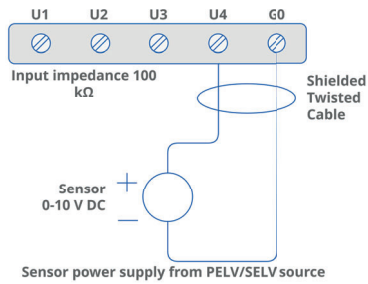 U1 U2 U3 U4 G0
Input impedance 100
kΩ
Shielded
Twisted
Cable
+
Sensor
0-10 V DC
—
Sensor power supply from PELV/SELV source